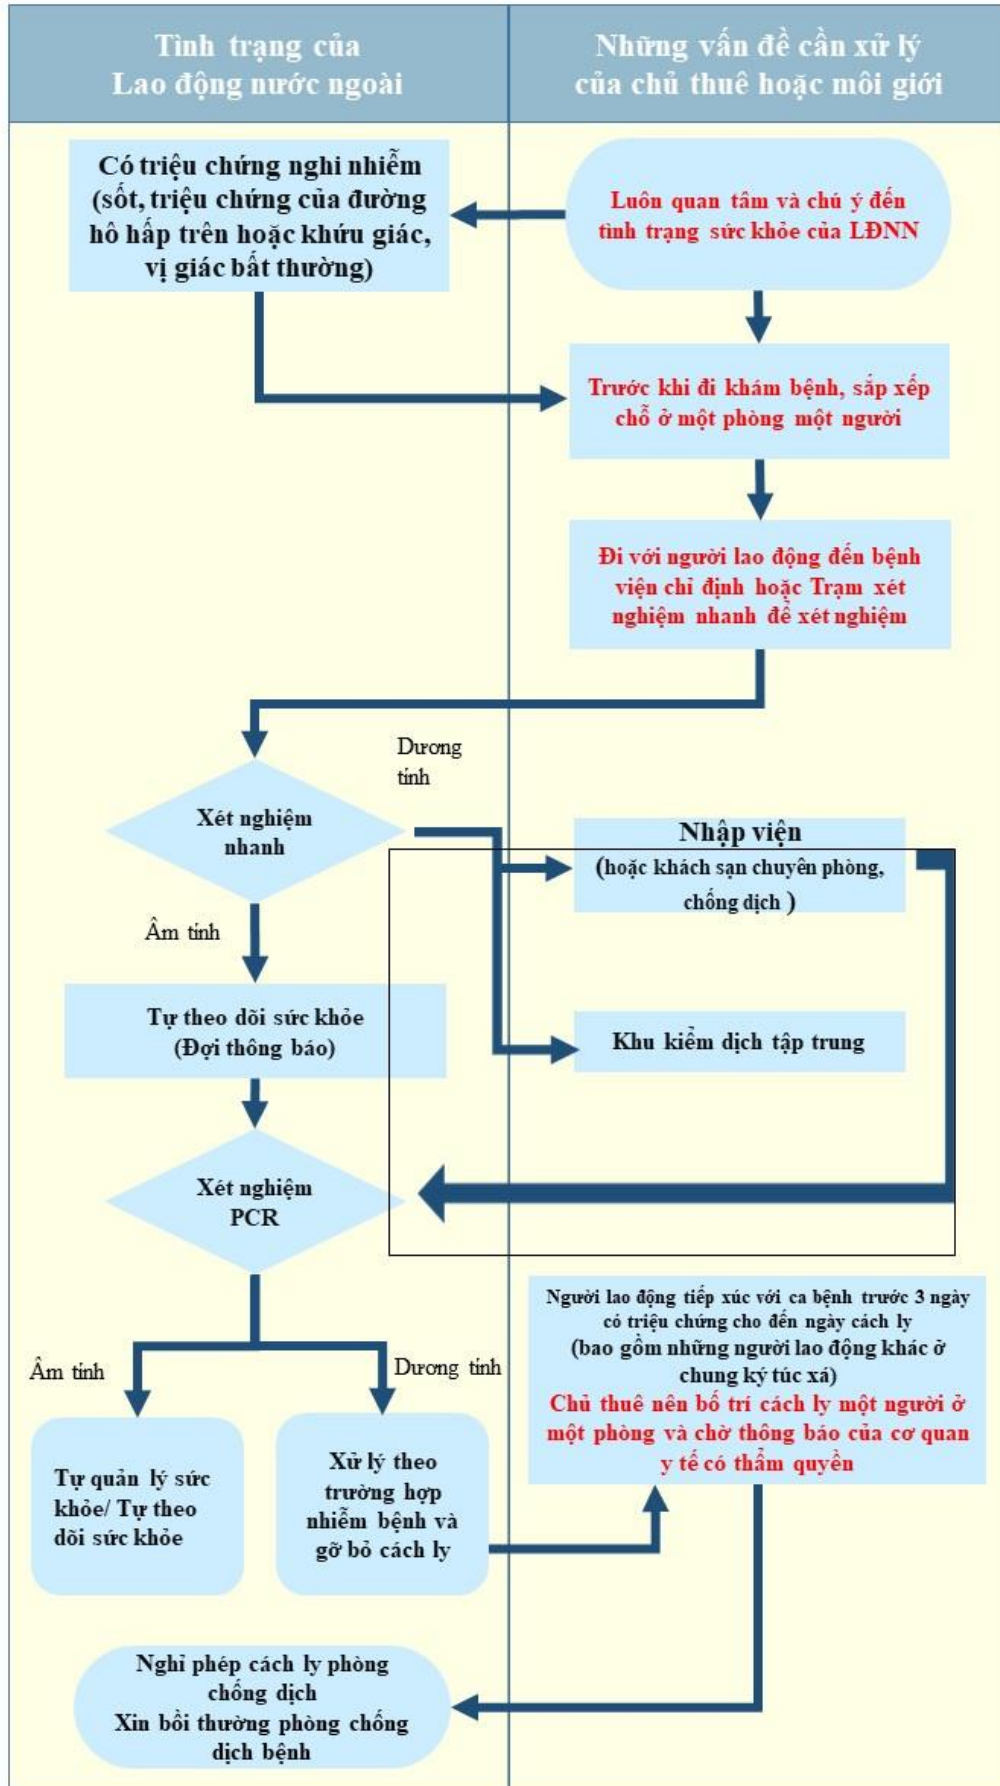 Tình trạng của
Lao động nước ngoài
Những vấn đề cần xử lý
của chủ thuê hoặc môi giới
Có triệu chứng nghi nhiễm
(sốt, triệu chứng của đường
hô hấp trên hoặc khứu giác,
vị giác bất thường)
Luôn quan tâm và chú ý đến
tình trạng sức khỏe của LĐNN
Trước khi đi khám bệnh, sắp xếp
chỗ ở một phòng một người
Đi với người lao động đến bệnh
viện chỉ định hoặc Trạm xét
nghiệm nhanh để xét nghiệm
Dương
tính
Xét nghiệm
nhanh
Nhập viện
(hoặc khách sạn chuyên phòng,
chống dịch )
Âm tính
Tự theo dõi sức khỏe
(Đợi thông báo)
Khu kiểm dịch tập trung
Xét nghiệm
PCR
Người lao động tiếp xúc với ca bệnh trước 3 ngày
có triệu chứng cho đến ngày cách ly
(bao gồm những người lao động khác ở
chung ký túc xá)
Chủ thuê nên bố trí cách ly một người ở
một phòng và chờ thông báo của cơ quan
y tế có thẩm quyền
Âm tính
Dương tính
Tự quản lý sức
khỏe/ Tự theo
dõi sức khỏe
Xử lý theo
trường hợp
nhiễm bệnh và
gỡ bỏ cách ly
Nghỉ phép cách ly phòng
chống dịch
Xin bồi thường phòng chống
dịch bệnh